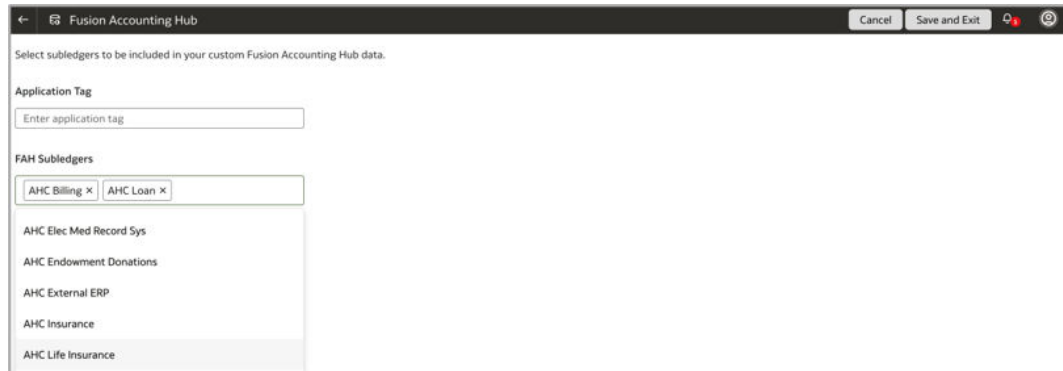 Fusion Accounting Hub Cancel Save and Exit 1
Select subledgers to be included in your custom Fusion Accounting Hub data.
Application Tag
Enter application tag
FAH Subledgers
AHC Billing × AHC Loan ×
AHC Elec Med Record Sys
AHC Endowment Donations
AHC External ERP
AHC Insurance
AHC Life Insurance